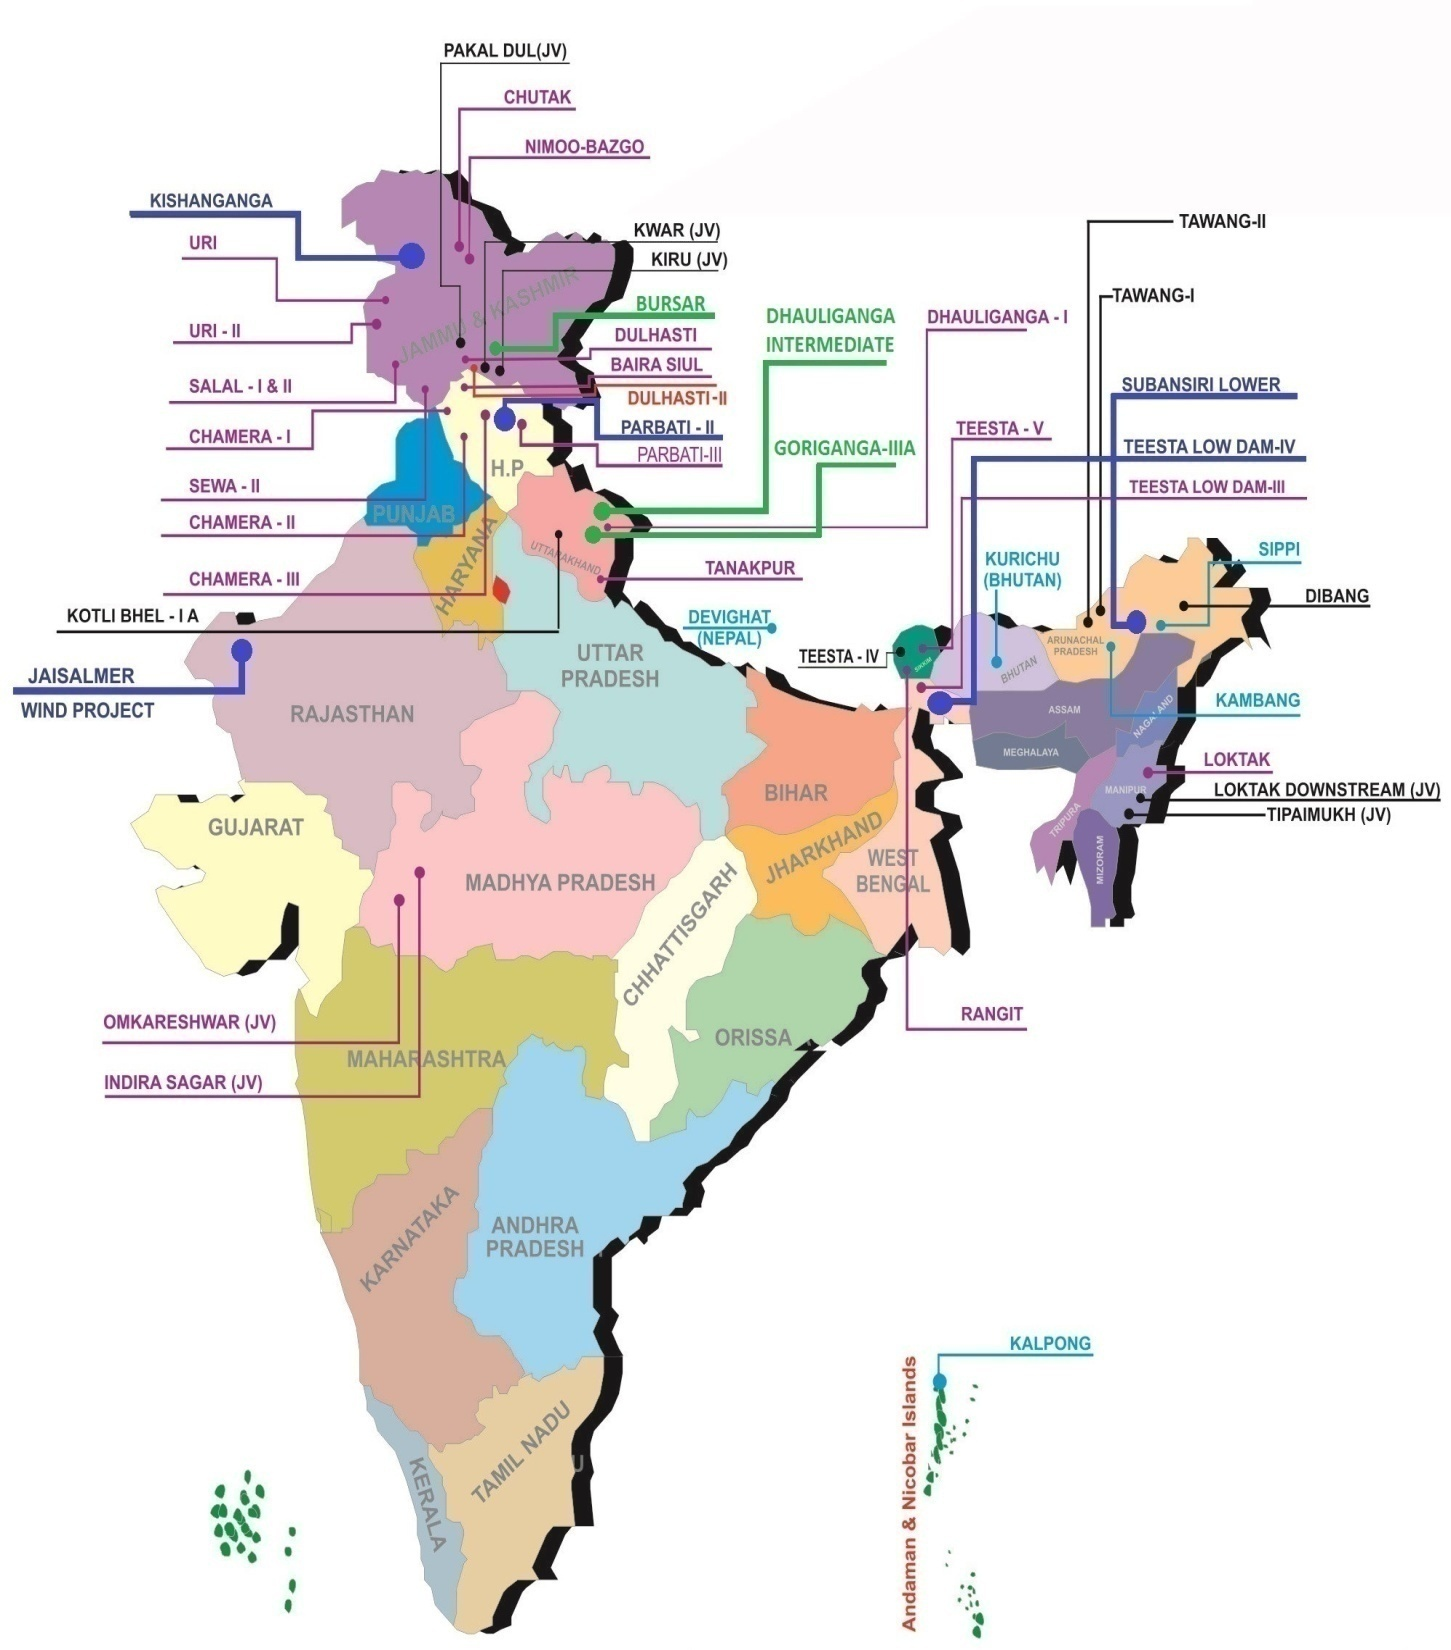 PAKAL DUL(JV)
CHUTAK
NIMOO-BAZGO
KISHANGANGA
URI
KWAR (JV)
KIRU (JV)
TAWANG-II
TAWANG-I
JAMMU & KASHMIR
BURSAR
DHAULIGANGA
INTERMEDIATE
DHAULIGANGA - I
URI - II
DULHASTI
BAIRA SIUL
SALAL - I & II
DULHASTI-II
SUBANSIRI LOWER
CHAMERA - I
PARBATI - II
PARBATI-III
GORIGANGA-IIIA
TEESTA - V
TEESTA LOW DAM-IV
TEESTA LOW DAM-III
H.P
SEWA - II
PUNJAB
CHAMERA - II
HARYANA
UTTARAKHAND
CHAMERA - III
TANAKPUR
KURICHU
(BHUTAN)
SIPPI
DIBANG
KOTLI BHEL - I A
DEVIGHAT
(NEPAL)
TEESTA - IV
SIKKIM
BHUTAN
ARUNACHAL
PRADESH
UTTAR
PRADESH
JAISALMER
WIND PROJECT
RAJASTHAN
ASSAM
NAGALAND
KAMBANG
MEGHALAYA
LOKTAK
MANIPUR
LOKTAK DOWNSTREAM (JV)
TIPAIMUKH (JV)
TRIPURA
MIZORAM
GUJARAT
BIHAR
JHARKHAND
WEST
BENGAL
MADHYA PRADESH
CHHATTISGARH
OMKARESHWAR (JV)
RANGIT
ORISSA
MAHARASHTRA
INDIRA SAGAR (JV)
KARNATAKA
ANDHRA
PRADESH
KALPONG
Andaman & Nicobar Islands
TAMIL NADU
U
KERALA